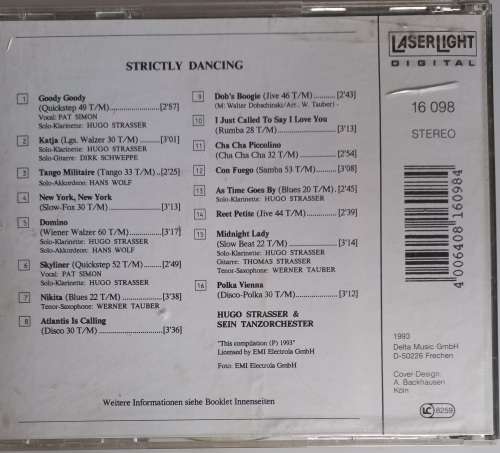 STRICTLY DANCING
1 Goody Goody
(Quickstep 49 T/M)......................[2'57]
Vocal: PAT SIMON
Solo-Klarinette: HUGO STRASSER
2 Katja (Lgs. Walzer 30 T/M)........[3'01]
Solo-Klarinette: HUGO STRASSER
Solo-Gitarre: DIRK SCHWEPPE
3 Tango Militaire (Tango 33 T/M)..[2'25]
Solo-Akkordeon: HANS WOLF
4 New York, New York
(Slow-Fox 30 T/M)........................[3'13]
5 Domino
(Wiener Walzer 60 T/M)...............[3'17]
Solo-Klarinette: HUGO STRASSER
Solo-Akkordeon: HANS WOLF
6 Skyliner (Quickstep 52 T/M)........[2'49]
Vocal: PAT SIMON
Solo-Klarinette: HUGO STRASSER
7 Nikita (Blues 22 T/M)..................[3'38]
Tenor-Saxophone: WERNER TAUBER
8 Atlantis Is Calling
(Disco 30 T/M)..............................[3'36]
9 Dob's Boogie (Jive 46 T/M)..........[2'43]
(M: Walter Dobschinski/Arr.: W. Tauber) -
10 I Just Called To Say I Love You
(Rumba 28 T/M)...........................[3'13]
11 Cha Cha Piccolino
(Cha Cha Cha 32 T/M)................[2'54]
12 Con Fuego (Samba 53 T/M)........[3'08]
13 As Time Goes By (Blues 20 T/M).[2'45]
Solo-Klarinette: HUGO STRASSER
14 Reet Petite (Jive 44 T/M).............[2'39]
15 Midnight Lady
(Slow Beat 22 T/M)......................[3'14]
Solo-Klarinette: HUGO STRASSER
Gitarre: THOMAS STRASSER
Tenor-Saxophone: WERNER TAUBER
16 Polka Vienna
(Disco-Polka 30 T/M)...................[3'12]
HUGO STRASSER &
SEIN TANZORCHESTER
"This compilation (P) 1993"
Licensed by EMI Electrola GmbH
Foto: EMI Electrola GmbH
Weitere Informationen siehe Booklet Innenseiten
LASERLIGHT
DIGITAL
16 098
STEREO
4 006408 160984
1993
Delta Music GmbH
D-50226 Frechen
Cover Design:
A. Backhausen
Köln
LC 8259